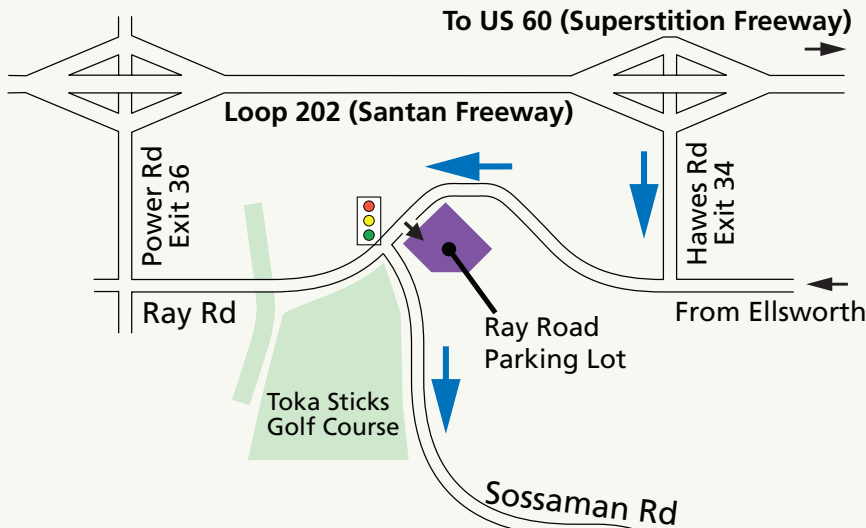 To US 60 (Superstition Freeway)
Loop 202 (Santan Freeway)
Power Rd
Exit 36
Hawes Rd
Exit 34
Ray Rd
From Ellsworth
Ray Road
Parking Lot
Toka Sticks
Golf Course
Sossaman Rd